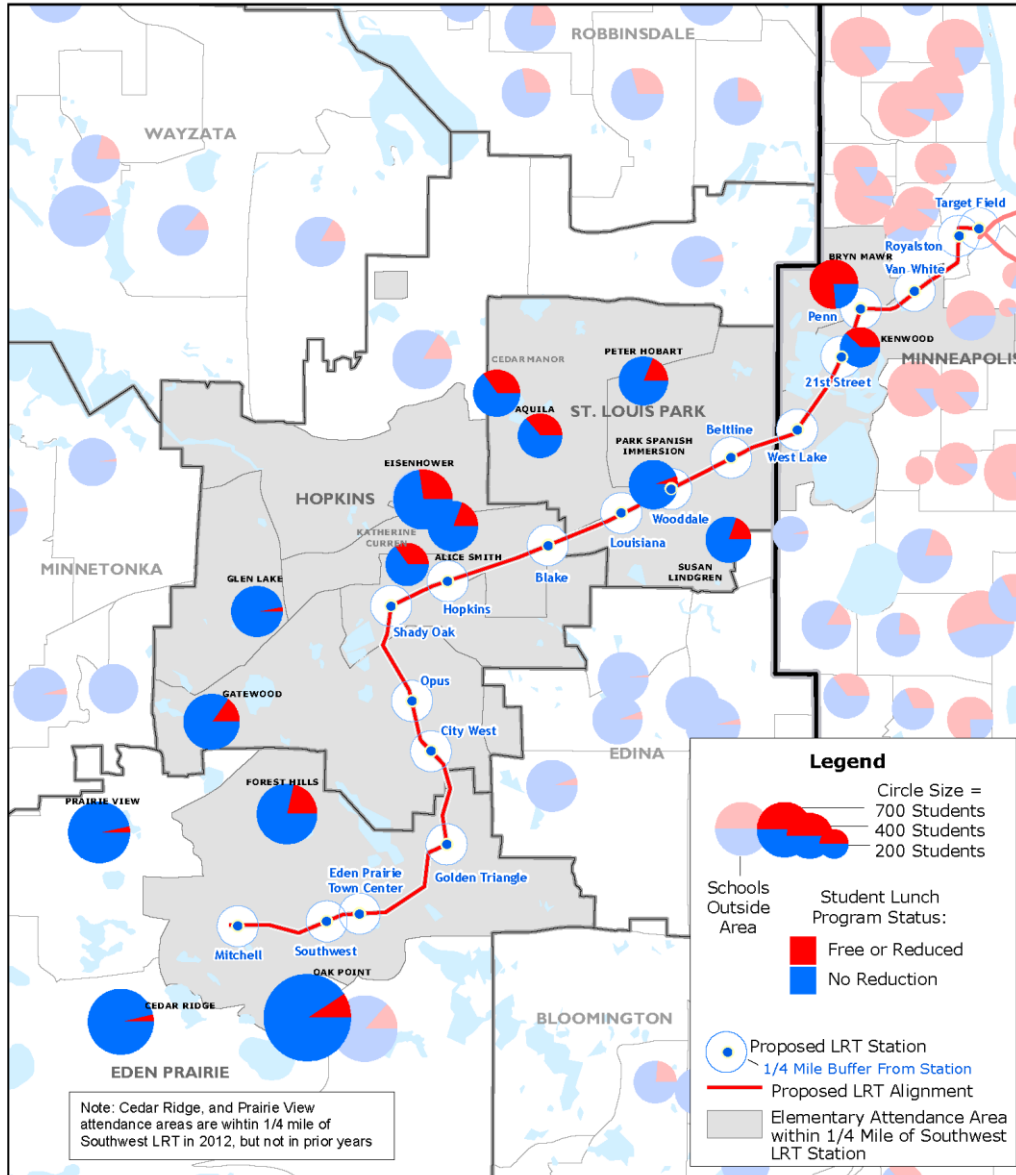 ROBBINSDALE
WAYZATA
Target Field
Royalston
BRYN MAWR
Van White
Penn
KENWOOD
MINNEAPOLIS
21st Street
CEDAR MANOR
PETER HOBART
AQUILA
ST. LOUIS PARK
Beltline
West Lake
PARK SPANISH
IMMERSION
EISENHOWER
HOPKINS
Wooddale
Louisiana
KATHERINE
CURREN
ALICE SMITH
Blake
SUSAN
LINDGREN
MINNETONKA
GLEN LAKE
Hopkins
Shady Oak
Opus
GATEWOOD
City West
EDINA
FOREST HILLS
PRAIRIE VIEW
Golden Triangle
Eden Prairie
Town Center
Mitchell
Southwest
OAK POINT
CEDAR RIDGE
BLOOMINGTON
EDEN PRAIRIE
Note: Cedar Ridge, and Prairie View
attendance areas are whithin 1/4 mile of
Southwest LRT in 2012, but not in prior years
Legend
Circle Size =
700 Students
400 Students
200 Students
Schools
Outside
Area
Student Lunch
Program Status:
Free or Reduced
No Reduction
Proposed LRT Station
1/4 Mile Buffer From Station
Proposed LRT Alignment
Elementary Attendance Area
within 1/4 Mile of Southwest
LRT Station